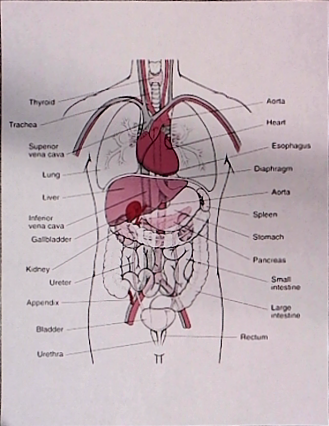 Thyroid
Trachea
Superior
vena cava
Lung
Liver
Inferior
vena cava
Gallbladder
Kidney
Ureter
Appendix
Bladder
Urethra
Aorta
Heart
Esophagus
Diaphragm
Aorta
Spleen
Stomach
Pancreas
Small
intestine
Large
intestine
Rectum